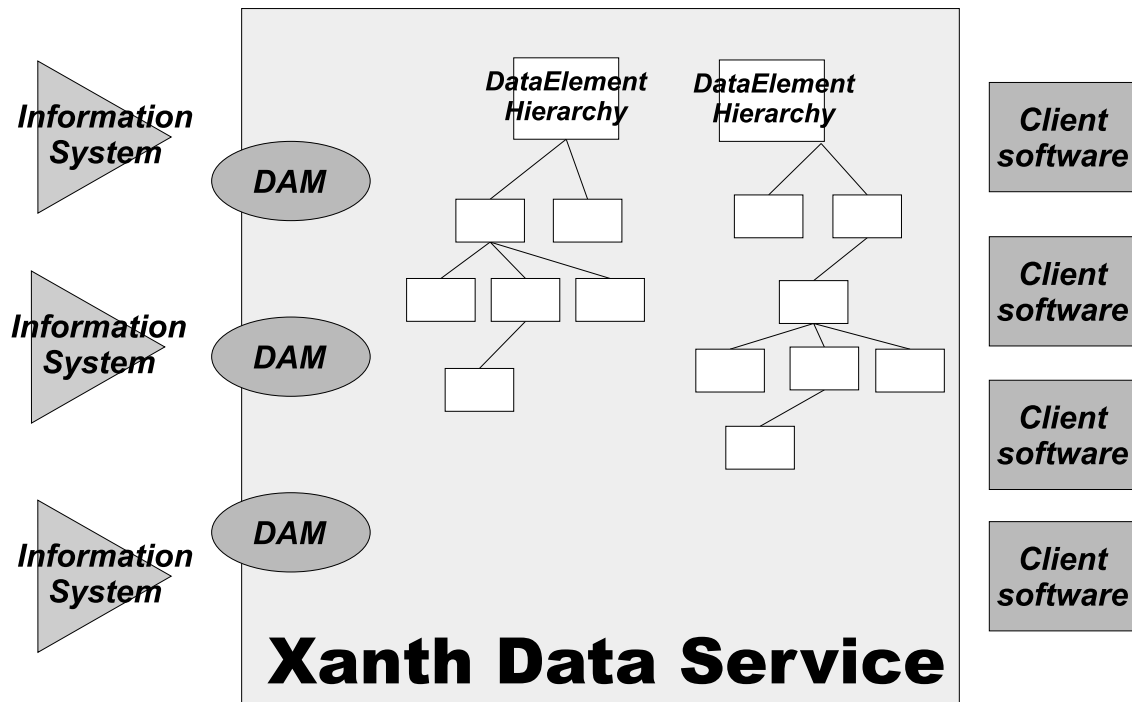 Information
System
Information
System
Information
System
DAM
DAM
DAM
DataElement
Hierarchy
DataElement
Hierarchy
Client
software
Client
software
Client
software
Client
software
Xanth Data Service